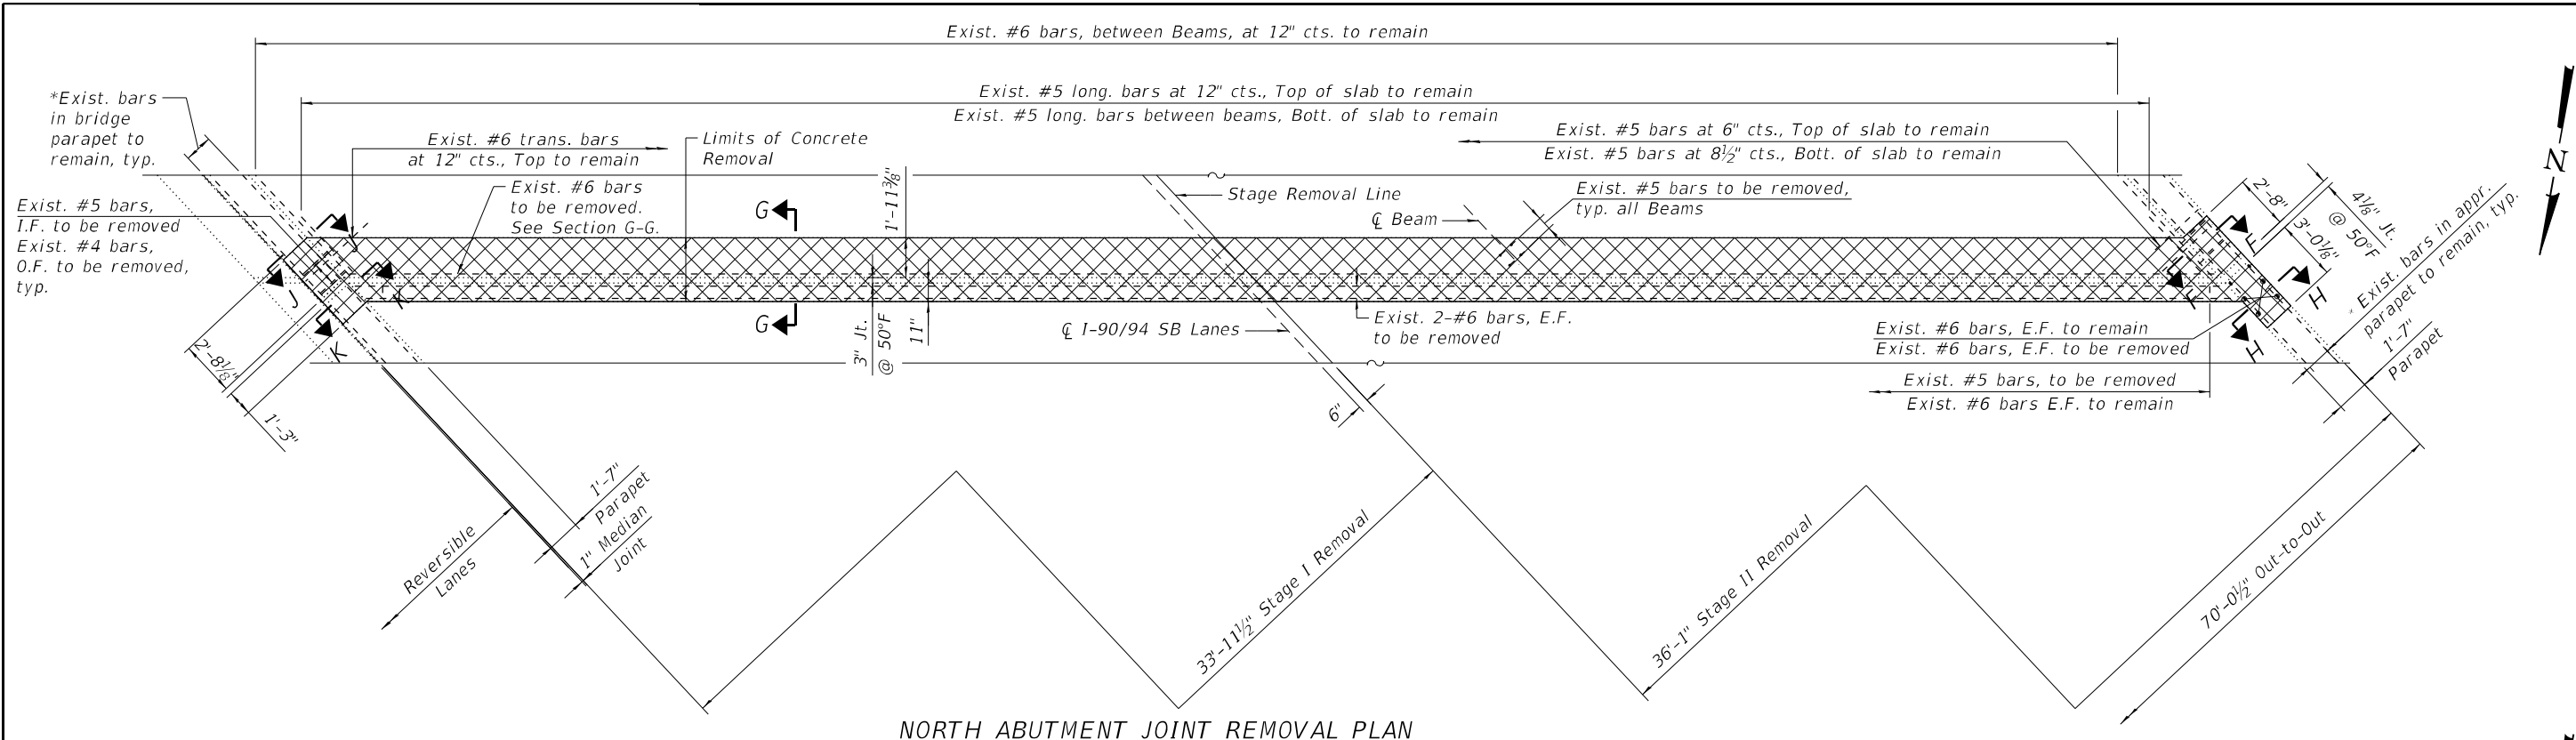 Exist. #6 bars, between Beams, at 12" cts. to remain
Exist. #5 long. bars at 12" cts., Top of slab to remain
Exist. #5 long. bars between beams, Bott. of slab to remain
*Exist. bars
in bridge
parapet to
remain, typ.
Exist. #6 trans. bars
at 12" cts., Top to remain
Limits of Concrete
Removal
Exist. #5 bars at 6" cts., Top of slab to remain
Exist. #5 bars at 8½" cts., Bott. of slab to remain
N
Exist. #6 bars
to be removed.
See Section G-G.
1'-11⅜"
Stage Removal Line
Exist. #5 bars to be removed,
typ. all Beams
℄ Beam
Exist. #5 bars,
I.F. to be removed
Exist. #4 bars,
O.F. to be removed,
typ.
G
G
J
J
K
K
F
F
H
H
2'-8"
4⅛" Jt.
@ 50°F
3'-0⅛"
* Exist. bars in appr.
parapet to remain, typ.
1'-7"
Parapet
3" Jt.
@ 50°F
11"
℄ I-90/94 SB Lanes
Exist. 2-#6 bars, E.F.
to be removed
Exist. #6 bars, E.F. to remain
Exist. #6 bars, E.F. to be removed
Exist. #5 bars, to be removed
Exist. #6 bars E.F. to remain
2'-8⅛"
1'-3"
6"
1'-7"
Parapet
1" Median
Joint
Reversible
Lanes
33'-11½" Stage I Removal
36'-1" Stage II Removal
70'-0½" Out-to-Out
NORTH ABUTMENT JOINT REMOVAL PLAN